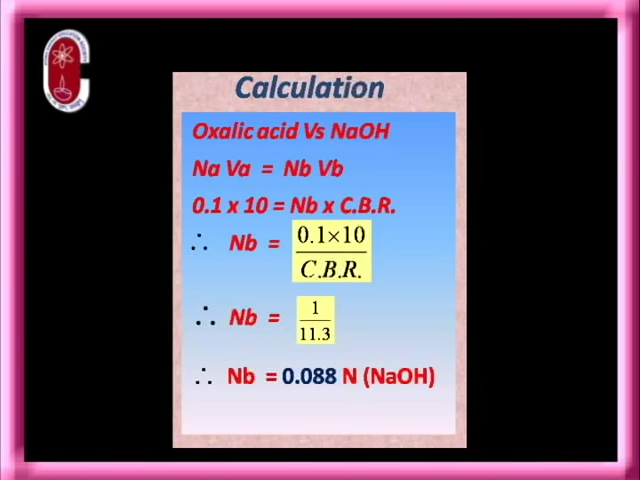 Calculation
Oxalic acid Vs NaOH
Na Va = Nb Vb
0.1 x 10 = Nb x C.B.R.
∴ Nb = 0.1×10 / C.B.R.
∴ Nb = 1 / 11.3
∴ Nb = 0.088 N (NaOH)